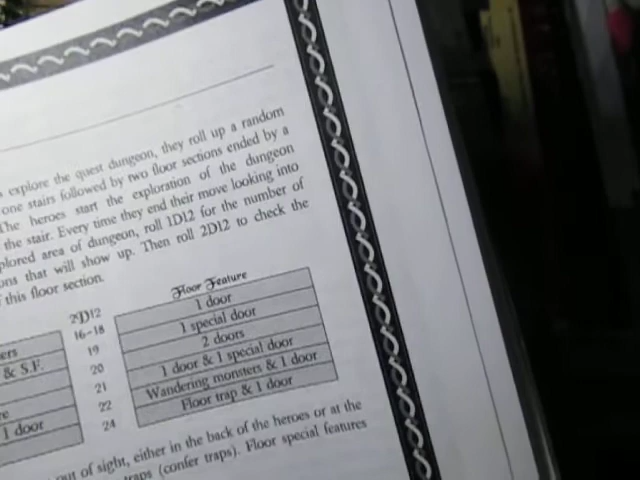 explore the quest dungeon, they roll up a random
one stairs followed by two floor sections ended by a
The heroes start the exploration of the dungeon
the stair. Every time they end their move looking into
plored area of dungeon, roll 1D12 for the number of
ons that will show up. Then roll 2D12 to check the
this floor section.
2D12 Floor Feature
16-18 1 door
ers 19 1 special door
& S.F. 20 2 doors
21 1 door & 1 special door
re 22 Wandering monsters & 1 door
1 door 24 Floor trap & 1 door
out of sight, either in the back of the heroes or at the
traps (confer traps). Floor special features